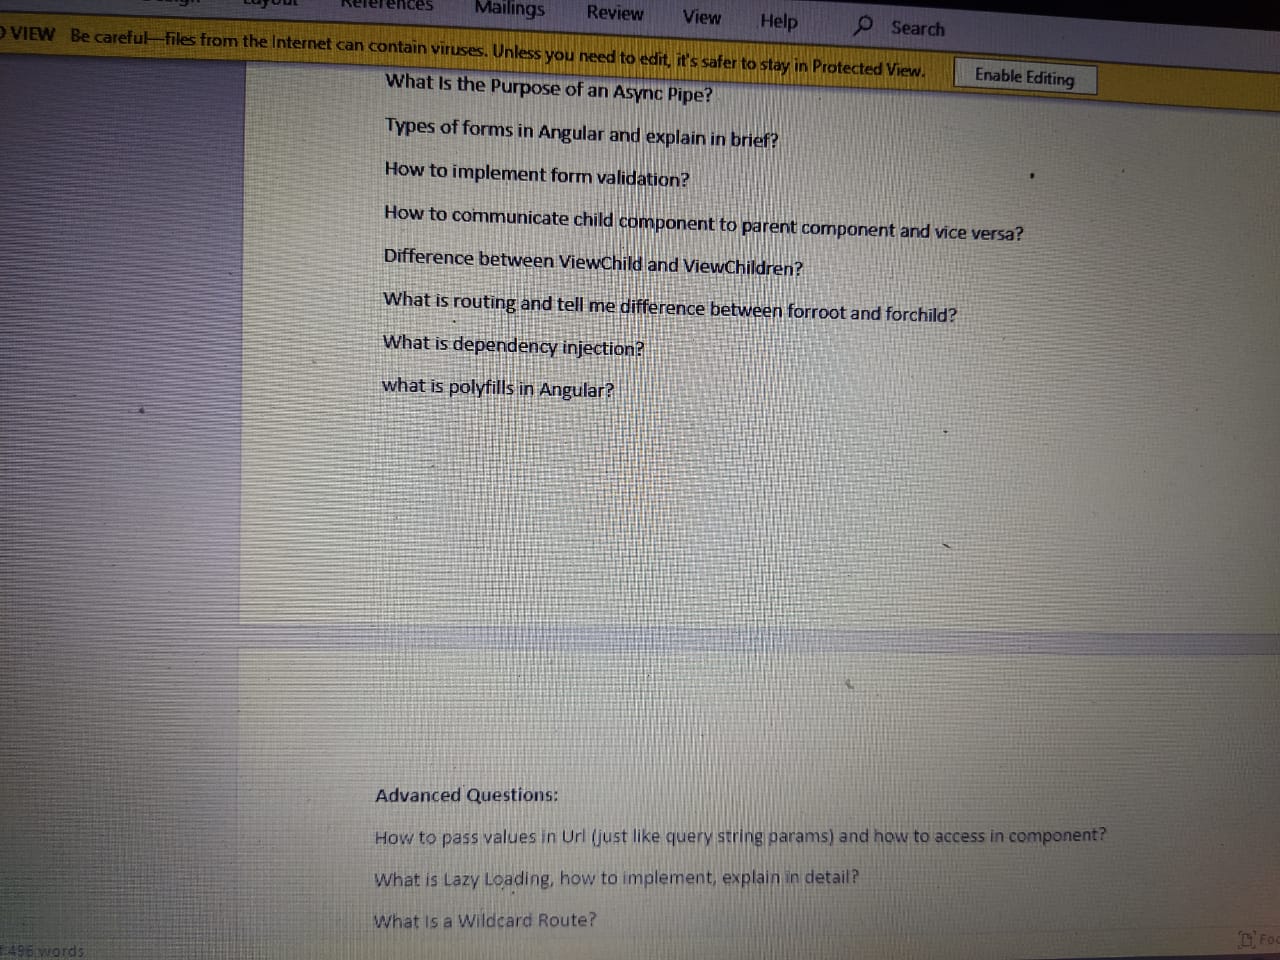 References Mailings Review View Help Search
VIEW Be careful—files from the Internet can contain viruses. Unless you need to edit, it's safer to stay in Protected View. Enable Editing
What Is the Purpose of an Async Pipe?
Types of forms in Angular and explain in brief?
How to implement form validation?
How to communicate child component to parent component and vice versa?
Difference between ViewChild and ViewChildren?
What is routing and tell me difference between forroot and forchild?
What is dependency injection?
what is polyfills in Angular?
Advanced Questions:
How to pass values in Url (just like query string params) and how to access in component?
What is Lazy Loading, how to implement, explain in detail?
What Is a Wildcard Route?
496 words